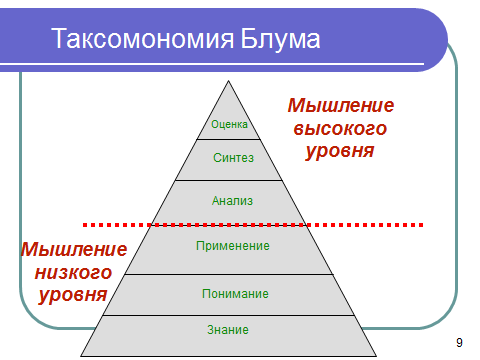 Таксомономия Блума
Мышление
высокого
уровня
Оценка
Синтез
Анализ
Мышление
низкого
уровня
Применение
Понимание
Знание
9